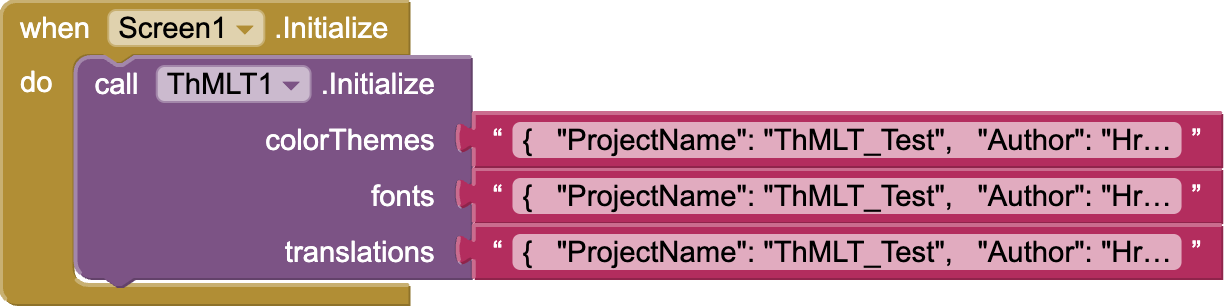 when Screen1 .Initialize
do call ThMLT1 .Initialize
colorThemes “ { "ProjectName": "ThMLT_Test", "Author": "Hr... ”
fonts “ { "ProjectName": "ThMLT_Test", "Author": "Hr... ”
translations “ { "ProjectName": "ThMLT_Test", "Author": "Hr... ”